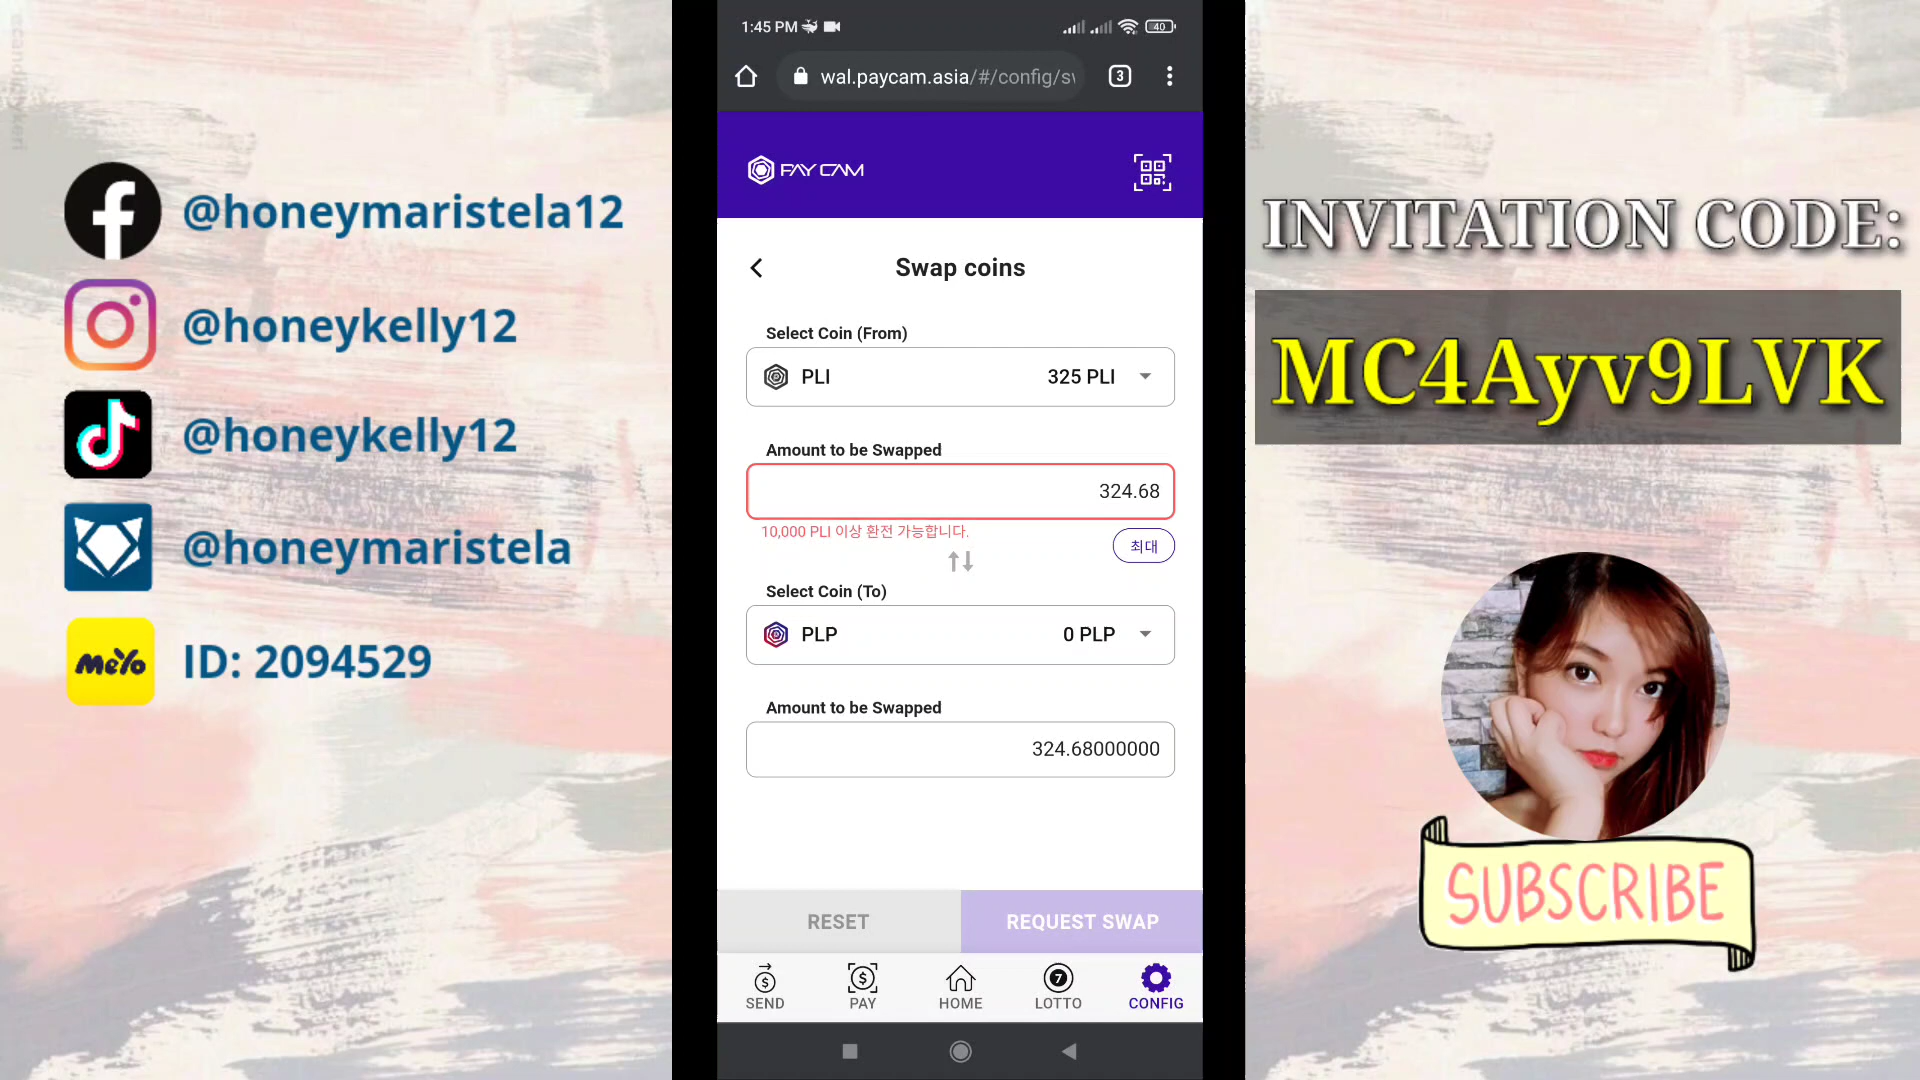 @honeymaristela12
@honeykelly12
@honeykelly12
@honeymaristela
MeYo
ID: 2094529
1:45 PM
40
wal.paycam.asia/#/config/sw
3
PAY CAM
Swap coins
Select Coin (From)
PLI 325 PLI
Amount to be Swapped
324.68
10,000 PLI 이상 환전 가능합니다.
최대
Select Coin (To)
PLP 0 PLP
Amount to be Swapped
324.68000000
RESET REQUEST SWAP
SEND PAY HOME LOTTO CONFIG
INVITATION CODE:
MC4Ayv9LVK
SUBSCRIBE